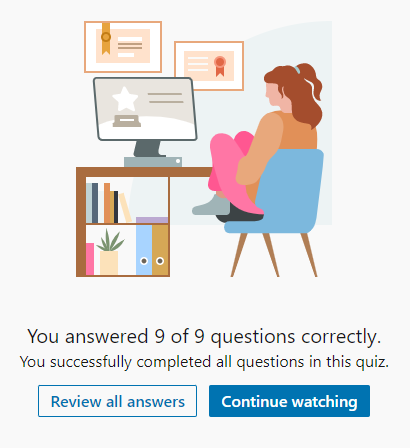 You answered 9 of 9 questions correctly.
You successfully completed all questions in this quiz.
Review all answers
Continue watching